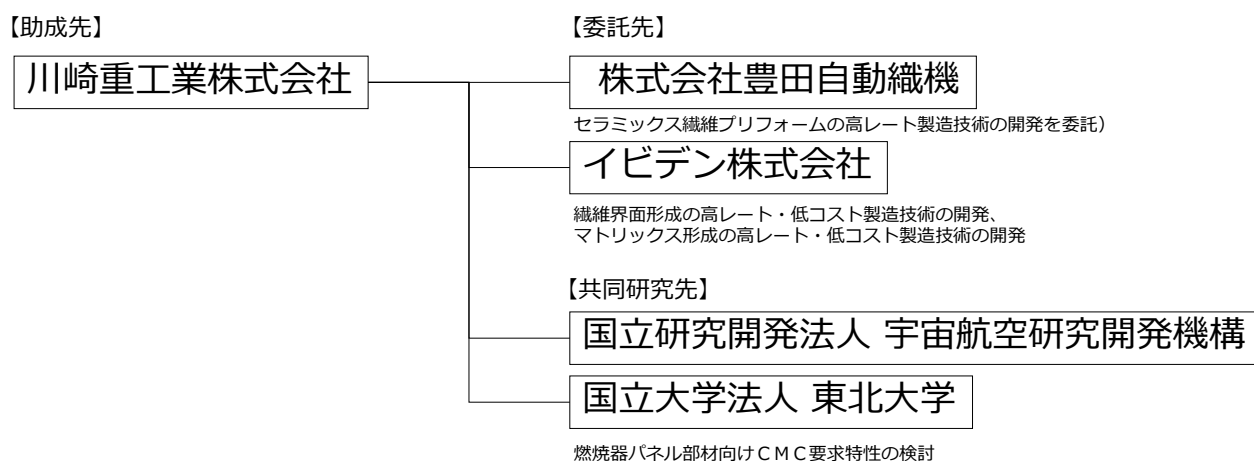 【助成先】
川崎重工業株式会社
【委託先】
株式会社豊田自動織機
セラミックス繊維プリフォームの高レート製造技術の開発を委託）
イビデン株式会社
繊維界面形成の高レート・低コスト製造技術の開発、
マトリックス形成の高レート・低コスト製造技術の開発
【共同研究先】
国立研究開発法人 宇宙航空研究開発機構
国立大学法人 東北大学
燃焼器パネル部材向けＣＭＣ要求特性の検討